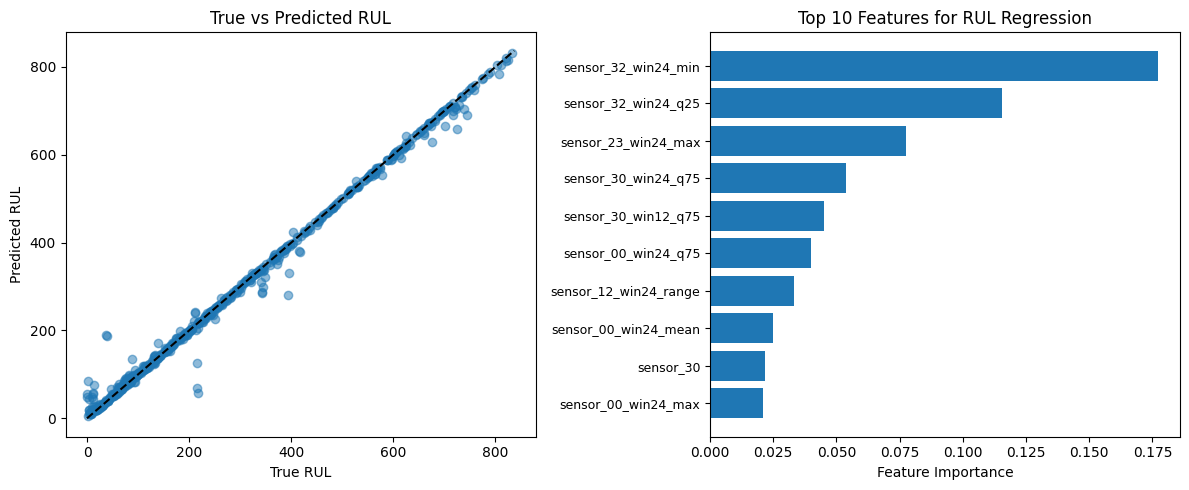 True vs Predicted RUL
Predicted RUL
800
600
400
200
0
0 200 400 600 800
True RUL
Top 10 Features for RUL Regression
sensor_32_win24_min
sensor_32_win24_q25
sensor_23_win24_max
sensor_30_win24_q75
sensor_30_win12_q75
sensor_00_win24_q75
sensor_12_win24_range
sensor_00_win24_mean
sensor_30
sensor_00_win24_max
0.000 0.025 0.050 0.075 0.100 0.125 0.150 0.175
Feature Importance